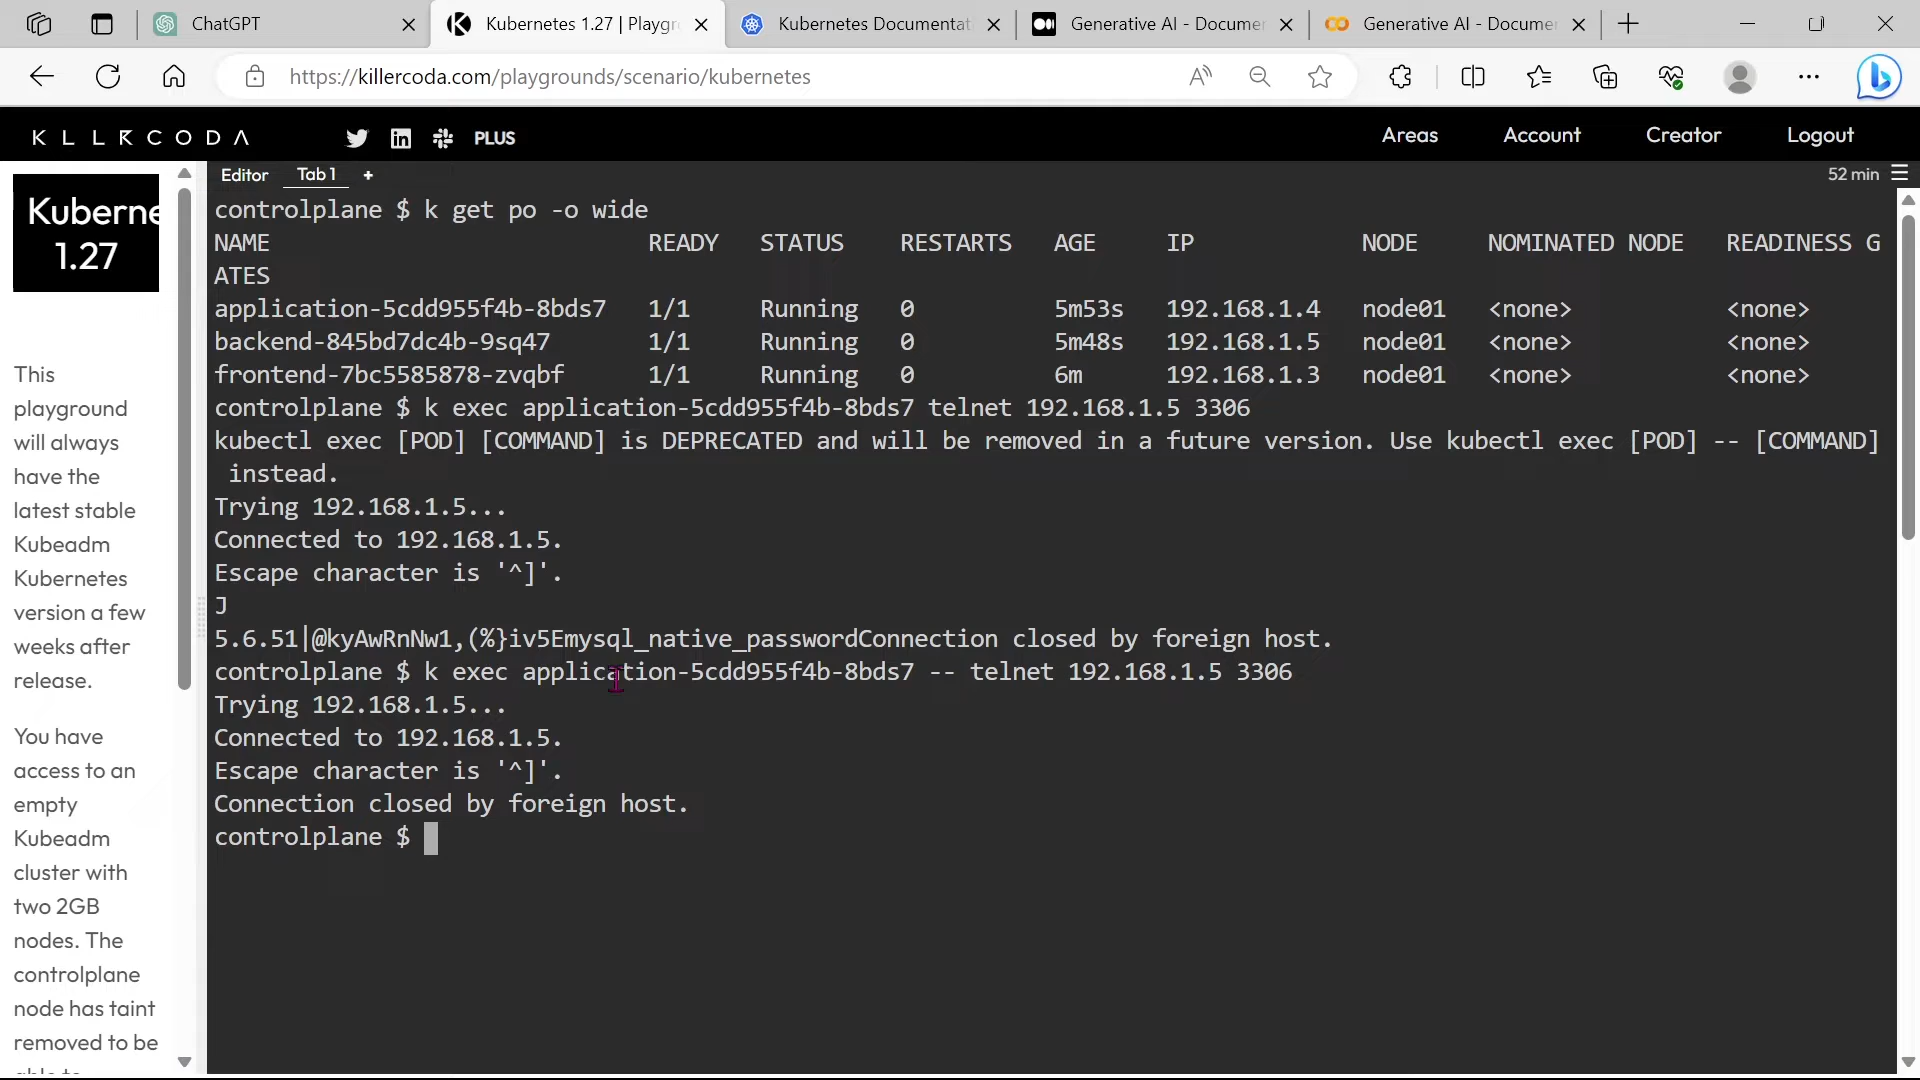 ChatGPT
Kubernetes 1.27 | Playgr
Kubernetes Documentat
Generative AI - Documen
Generative AI - Documen
https://killercoda.com/playgrounds/scenario/kubernetes
KLLRCODA
PLUS
Areas
Account
Creator
Logout
Kuberne
1.27
This
playground
will always
have the
latest stable
Kubeadm
Kubernetes
version a few
weeks after
release.
You have
access to an
empty
Kubeadm
cluster with
two 2GB
nodes. The
controlplane
node has taint
removed to be
Editor
Tab 1
+
52 min
controlplane $ k get po -o wide
NAME READY STATUS RESTARTS AGE IP NODE NOMINATED NODE READINESS G
ATES
application-5cdd955f4b-8bds7 1/1 Running 0 5m53s 192.168.1.4 node01 <none> <none>
backend-845bd7dc4b-9sq47 1/1 Running 0 5m48s 192.168.1.5 node01 <none> <none>
frontend-7bc5585878-zvqbf 1/1 Running 0 6m 192.168.1.3 node01 <none> <none>
controlplane $ k exec application-5cdd955f4b-8bds7 telnet 192.168.1.5 3306
kubectl exec [POD] [COMMAND] is DEPRECATED and will be removed in a future version. Use kubectl exec [POD] -- [COMMAND]
instead.
Trying 192.168.1.5...
Connected to 192.168.1.5.
Escape character is '^]'.
J
5.6.51|@kyAwRnNw1,(%}iv5Emysql_native_passwordConnection closed by foreign host.
controlplane $ k exec application-5cdd955f4b-8bds7 -- telnet 192.168.1.5 3306
Trying 192.168.1.5...
Connected to 192.168.1.5.
Escape character is '^]'.
Connection closed by foreign host.
controlplane $